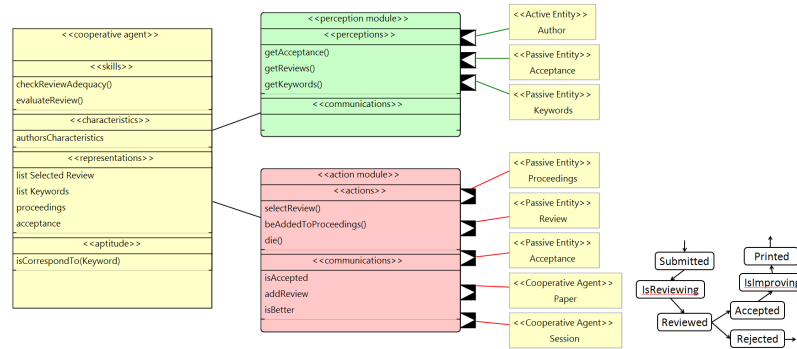 <<cooperative agent>>
<<skills>>
checkReviewAdequacy()
evaluateReview()
<<characteristics>>
authorsCharacteristics
<<representations>>
list Selected Review
list Keywords
proceedings
acceptance
<<aptitude>>
isCorrespondTo(Keyword)
<<perception module>>
<<perceptions>>
getAcceptance()
getReviews()
getKeywords()
<<communications>>
<<action module>>
<<actions>>
selectReview()
beAddedToProceedings()
die()
<<communications>>
isAccepted
addReview
isBetter
<<Active Entity>>
Author
<<Passive Entity>>
Acceptance
<<Passive Entity>>
Keywords
<<Passive Entity>>
Proceedings
<<Passive Entity>>
Review
<<Passive Entity>>
Acceptance
<<Cooperative Agent>>
Paper
<<Cooperative Agent>>
Session
Submitted
IsReviewing
Reviewed
Printed
IsImproving
Accepted
Rejected